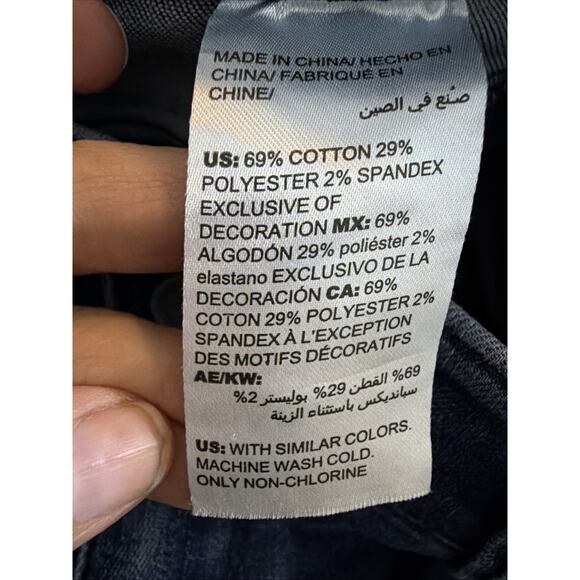 MADE IN CHINA/ HECHO EN
CHINA/ FABRIQUÉ EN
CHINE/
صنع في الصين
US: 69% COTTON 29%
POLYESTER 2% SPANDEX
EXCLUSIVE OF
DECORATION MX: 69%
ALGODÓN 29% poliéster 2%
elastano EXCLUSIVO DE LA
DECORACIÓN CA: 69%
COTON 29% POLYESTER 2%
SPANDEX À L'EXCEPTION
DES MOTIFS DÉCORATIFS
AE/KW:
69% القطن 29% بوليستر 2%
سبانديكس باستثناء الزينة
US: WITH SIMILAR COLORS.
MACHINE WASH COLD.
ONLY NON-CHLORINE